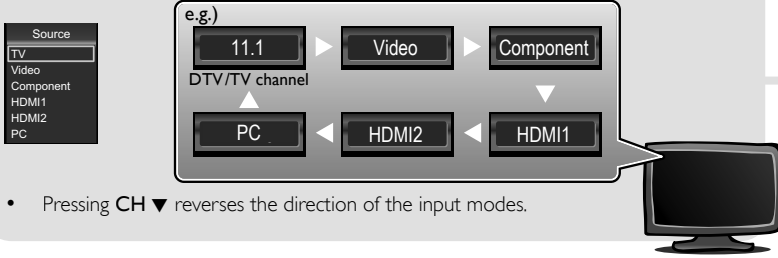 Source
TV
Video
Component
HDMI1
HDMI2
PC
e.g.)
11.1
Video
Component
DTV/TV channel
PC
HDMI2
HDMI1
• Pressing CH ▼ reverses the direction of the input modes.